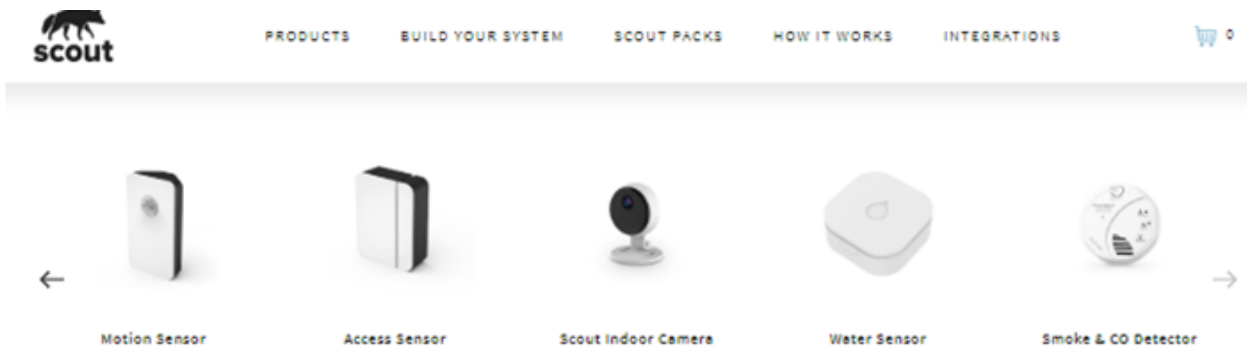 scout
PRODUCTS BUILD YOUR SYSTEM SCOUT PACKS HOW IT WORKS INTEGRATIONS 0
Motion Sensor Access Sensor Scout Indoor Camera Water Sensor Smoke & CO Detector